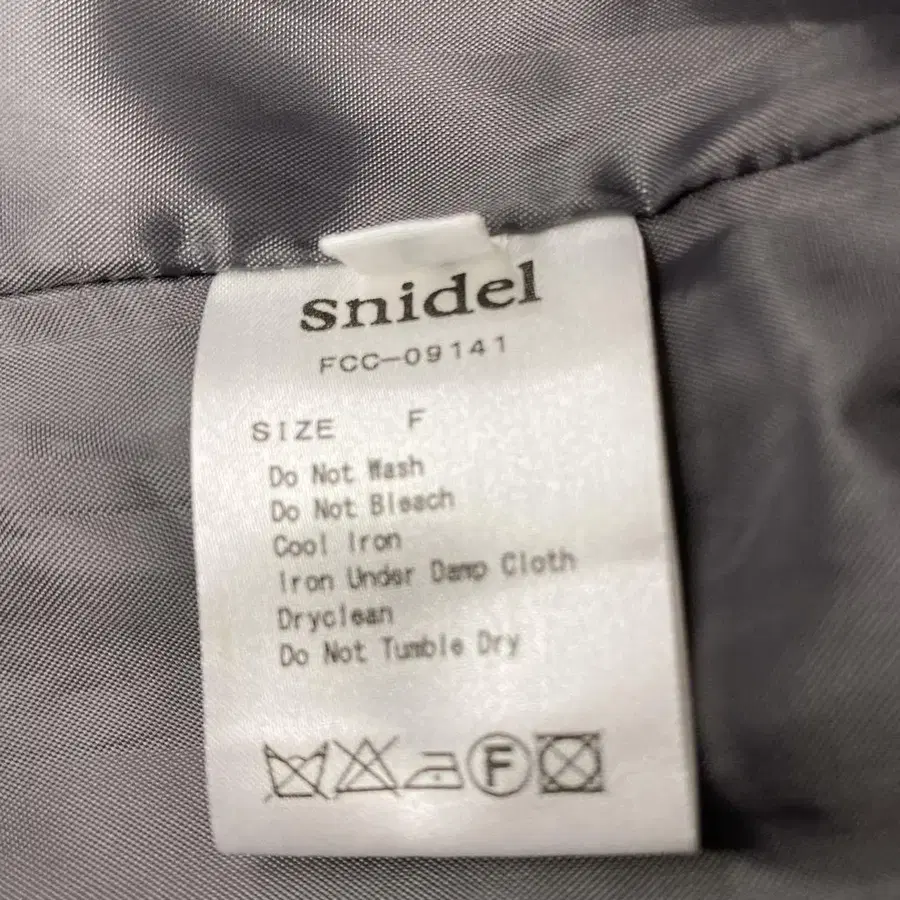 snidel
FCC-09141
SIZE F
Do Not Wash
Do Not Bleach
Cool Iron
Iron Under Damp Cloth
Dryclean
Do Not Tumble Dry
F